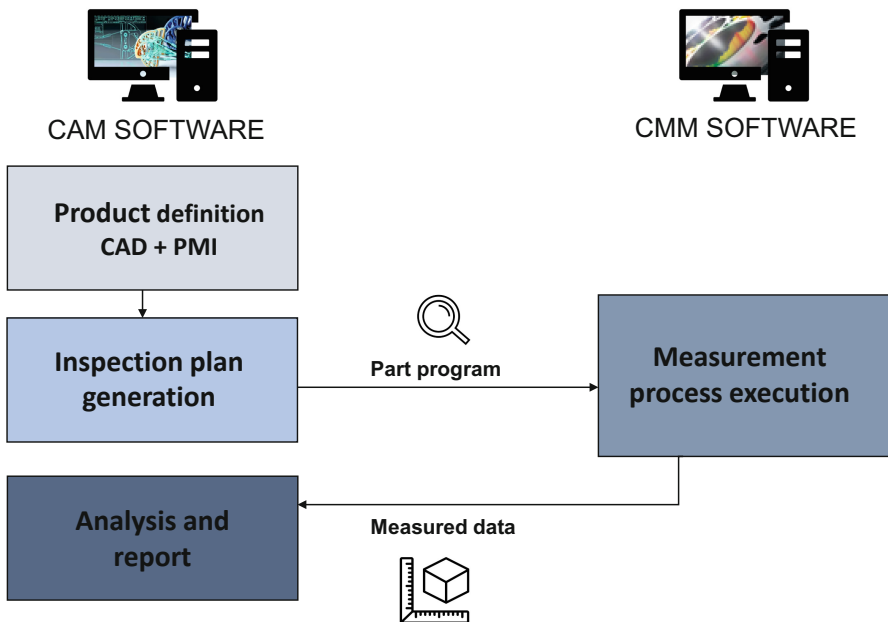 CAM SOFTWARE
CMM SOFTWARE
Product definition
CAD + PMI
Inspection plan
generation
Part program
Measurement
process execution
Analysis and
report
Measured data